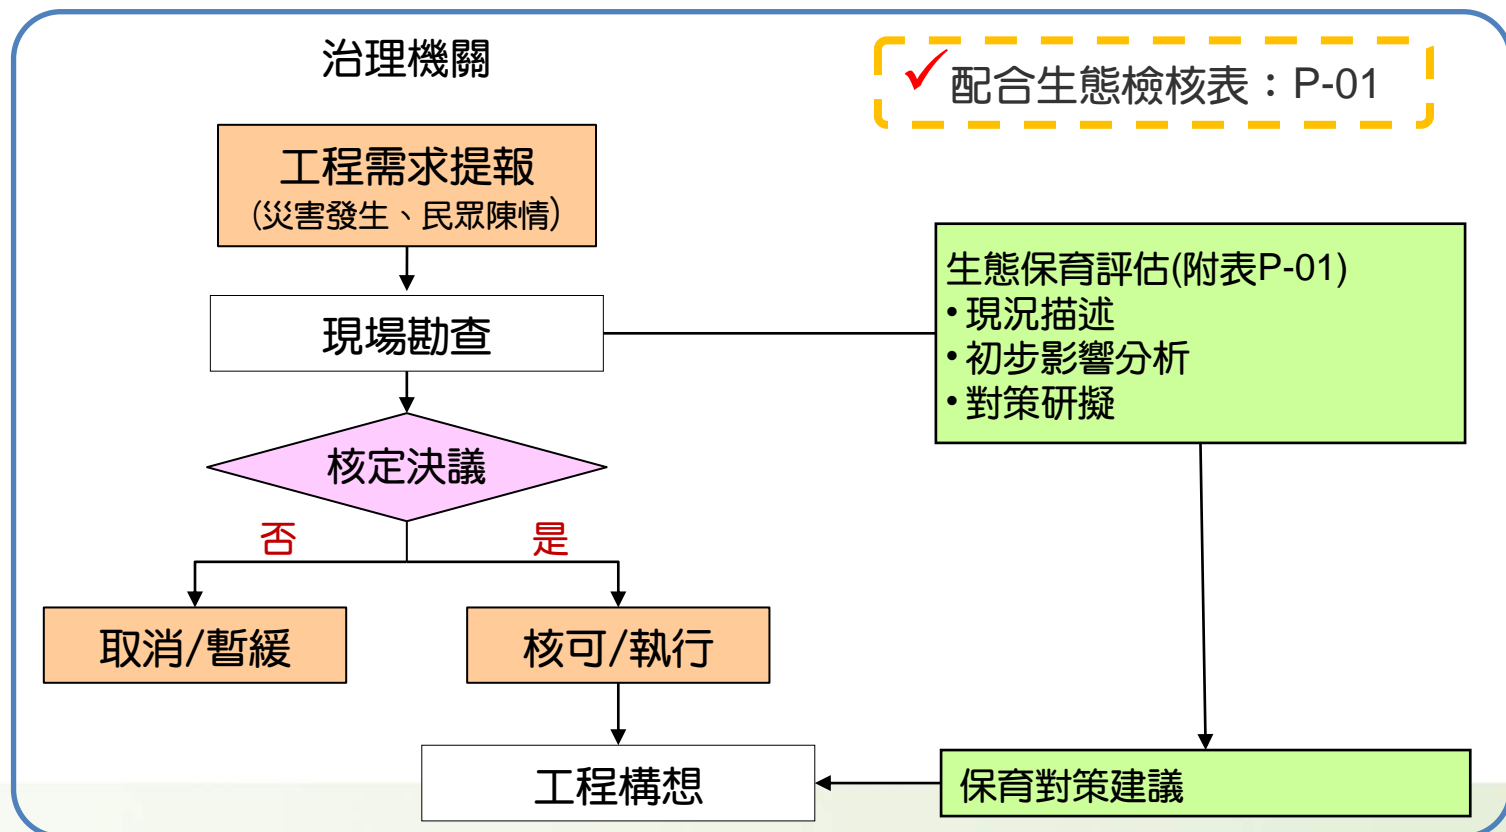 治理機關
配合生態檢核表：P-01
工程需求提報
(災害發生、民眾陳情)
現場勘查
生態保育評估(附表P-01)
•現況描述
•初步影響分析
•對策研擬
核定決議
否
是
取消/暫緩
核可/執行
工程構想
保育對策建議